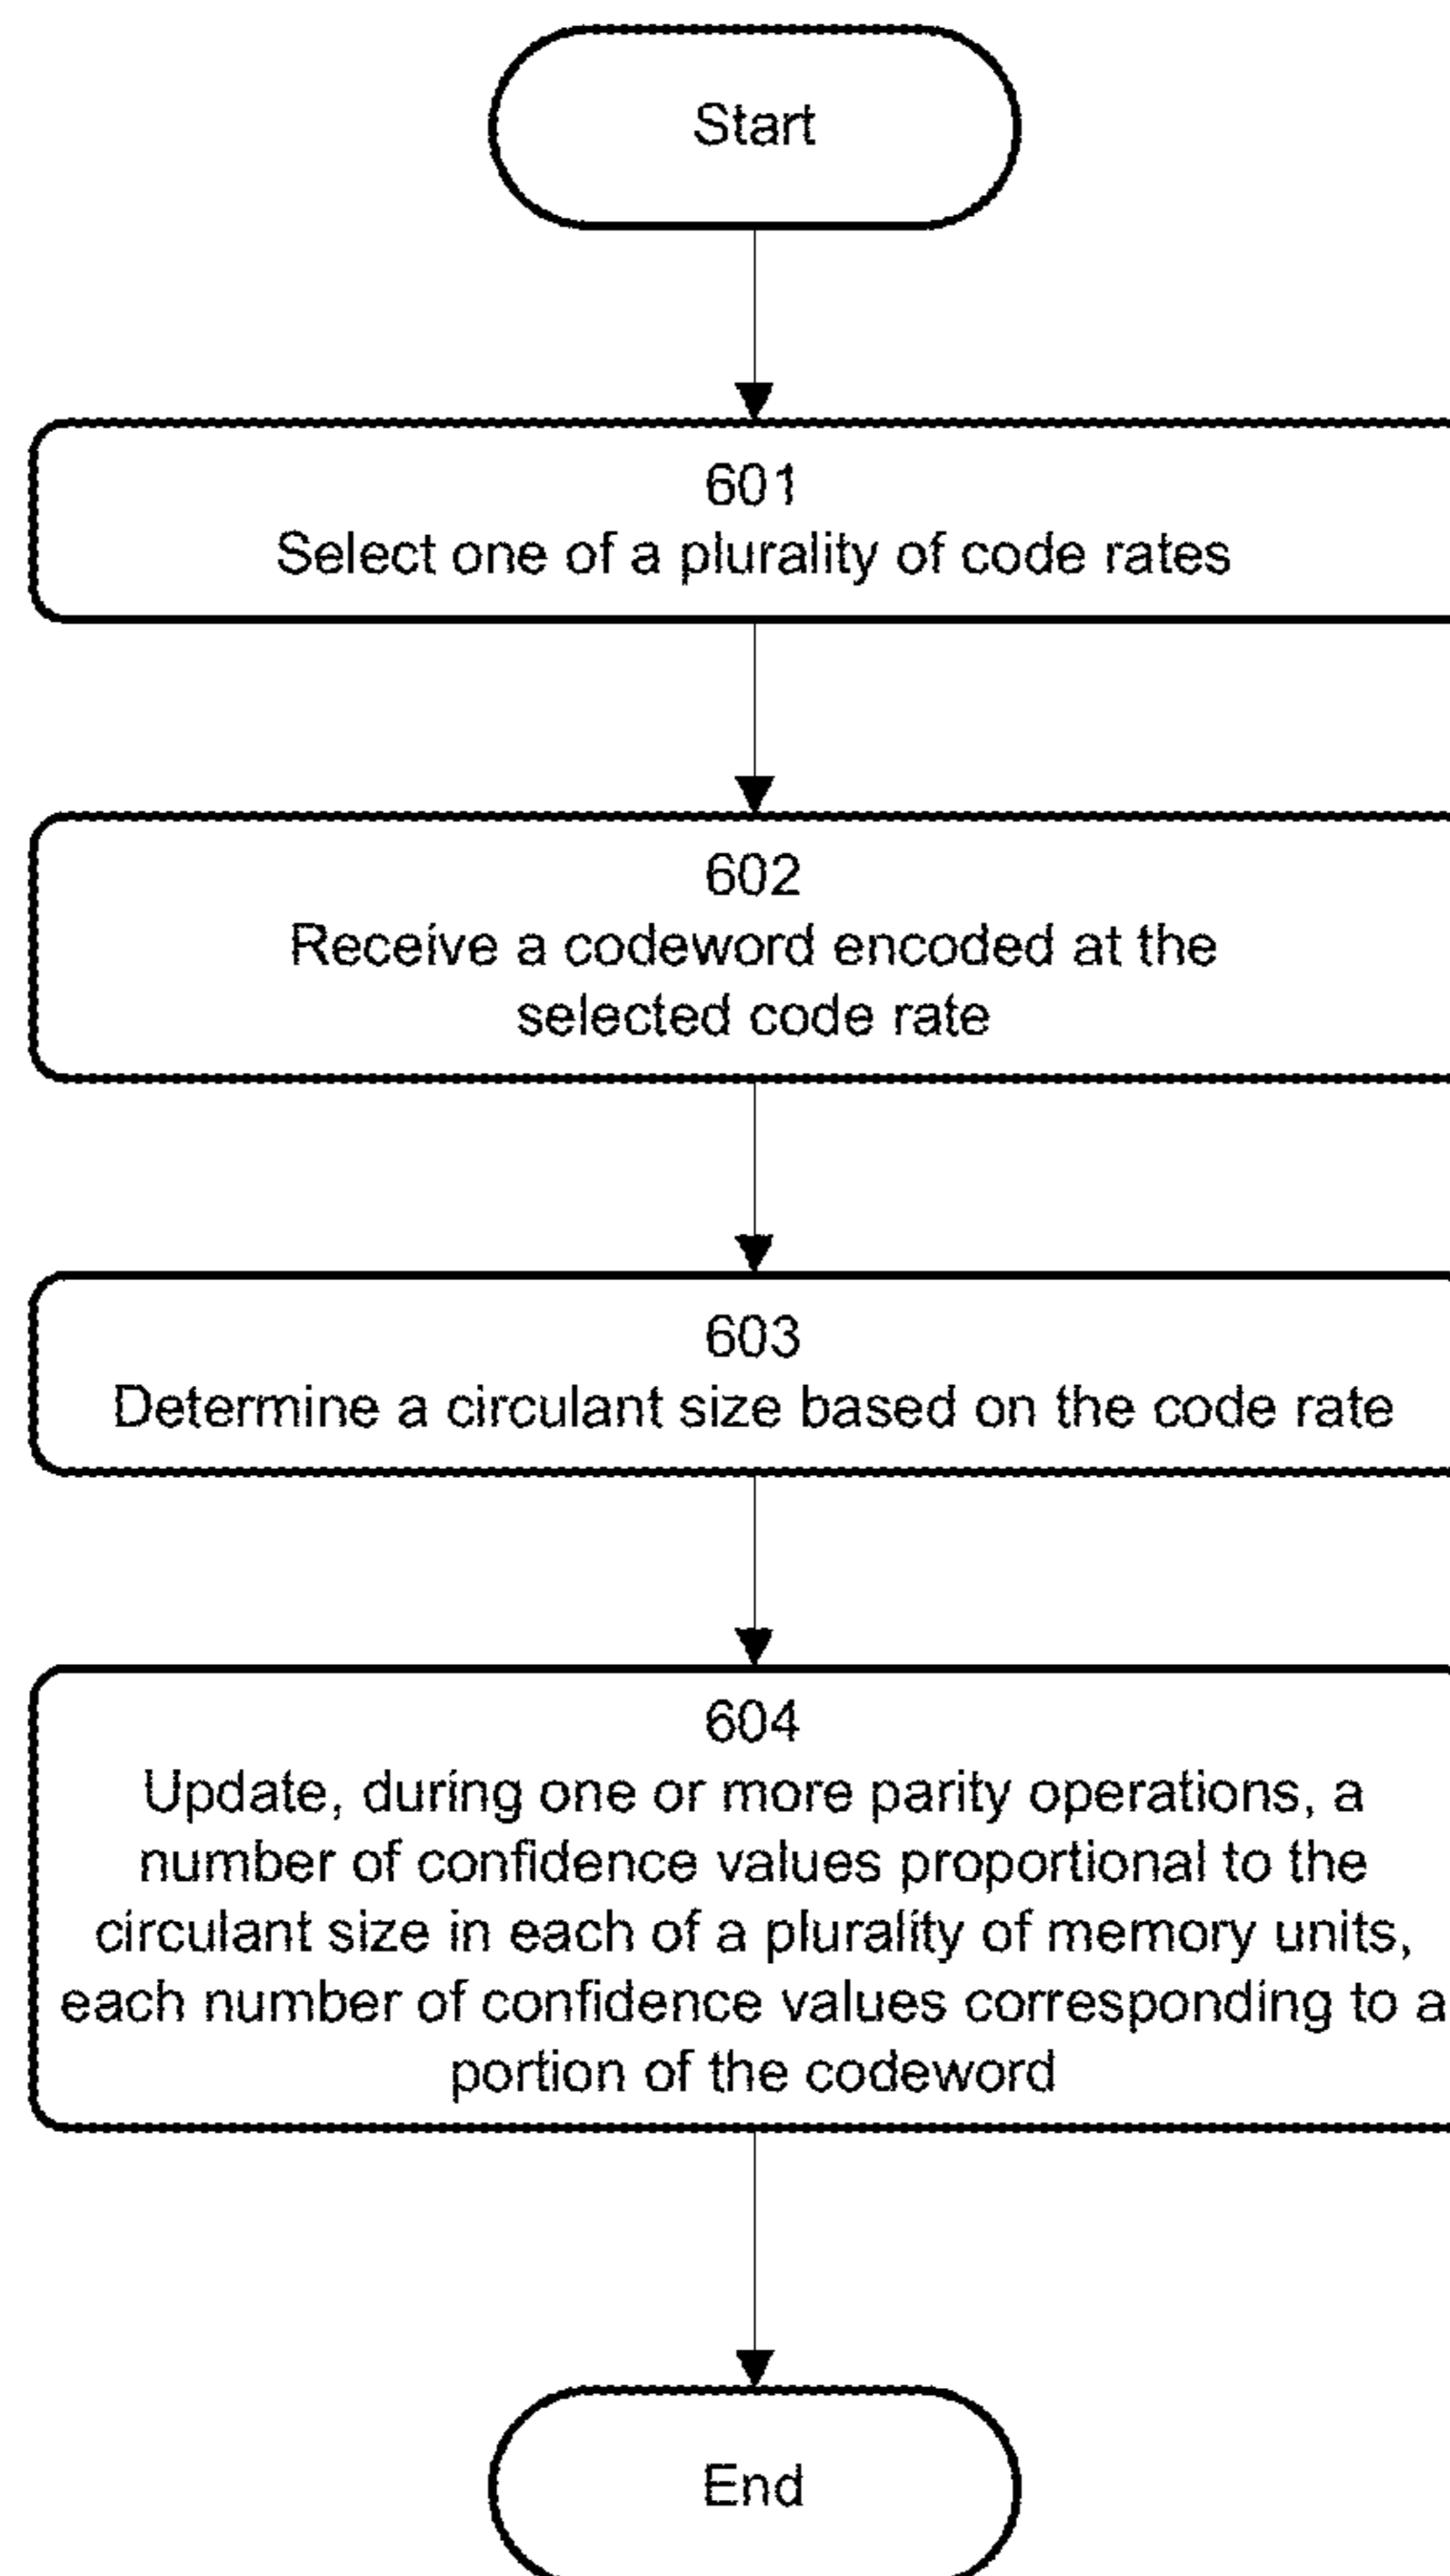 Start
601
Select one of a plurality of code rates
602
Receive a codeword encoded at the
selected code rate
603
Determine a circulant size based on the code rate
604
Update, during one or more parity operations, a
number of confidence values proportional to the
circulant size in each of a plurality of memory units,
each number of confidence values corresponding to a
portion of the codeword
End